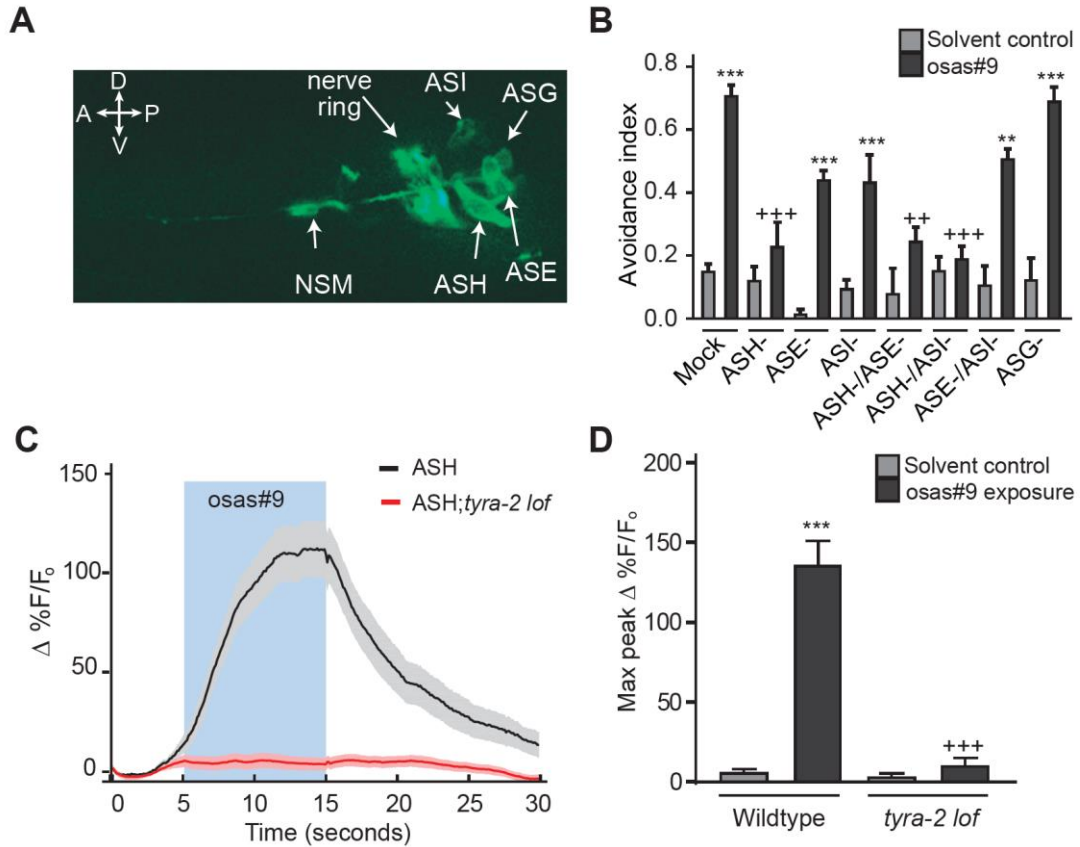 A
D
A P
V
nerve
ring
ASI
ASG
NSM
ASH
ASE
B
Solvent control
osas#9
Avoidance index
0.8
0.6
0.4
0.2
0.0
***
+++
***
***
++
+++
**
***
Mock
ASH-
ASE-
ASI-
ASH-/ASE-
ASH-/ASI-
ASE-/ASI-
ASG-
C
ASH
ASH;tyra-2 lof
osas#9
Δ %F/Fo
150
100
50
0
0 5 10 15 20 25 30
Time (seconds)
D
Solvent control
osas#9 exposure
Max peak Δ %F/Fo
200
150
100
50
0
***
+++
Wildtype
tyra-2 lof